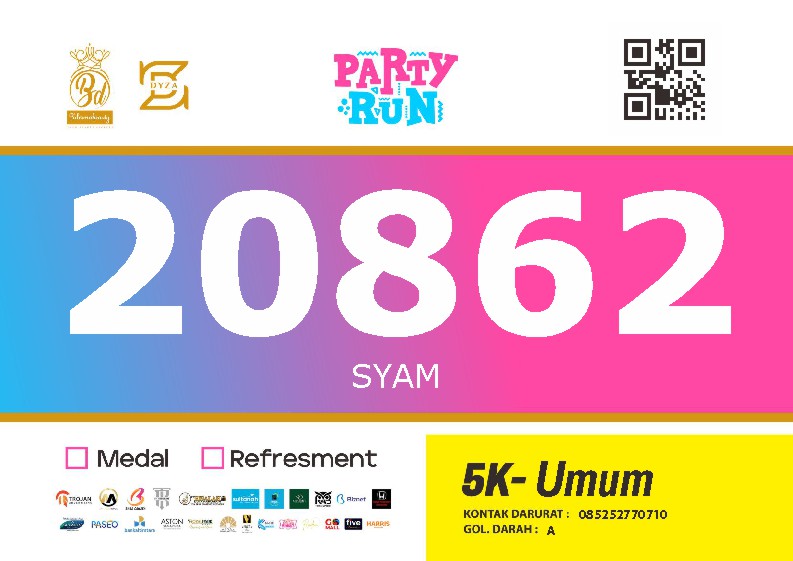 Bd
DYZA
PARTY
RUN
20862
SYAM
Medal
Refresment
5K- Umum
KONTAK DARURAT : 085252770710
GOL. DARAH : A
TROJAN
sultanah
Biznet
PASEO
ASTON
five
HARRIS